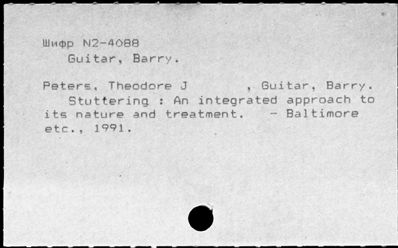 Шифр N2-4088
Guitar, Barry.
Peters, Theodore J , Guitar, Barry.
Stuttering : An integrated approach to
its nature and treatment. - Baltimore
etc., 1991.